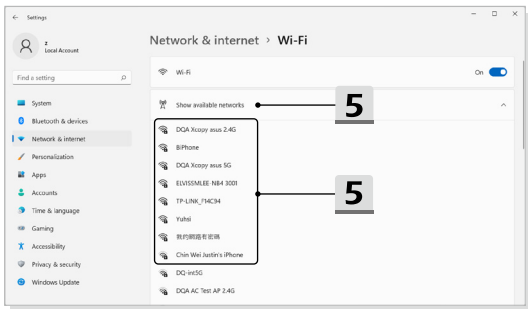 Settings
z
Local Account
Find a setting
System
Bluetooth & devices
Network & internet
Personalization
Apps
Accounts
Time & language
Gaming
Accessibility
Privacy & security
Windows Update
Network & internet > Wi-Fi
Wi-Fi
On
Show available networks
5
DQA Xcopy asus 2.4G
BiPhone
DQA Xcopy asus 5G
ELVISSMLEE-NB4 3001
5
TP-LINK_F14C94
Yuhsi
我的網路有密碼
Chin Wei Justin's iPhone
DQ-int5G
DQA AC Test AP 2.4G